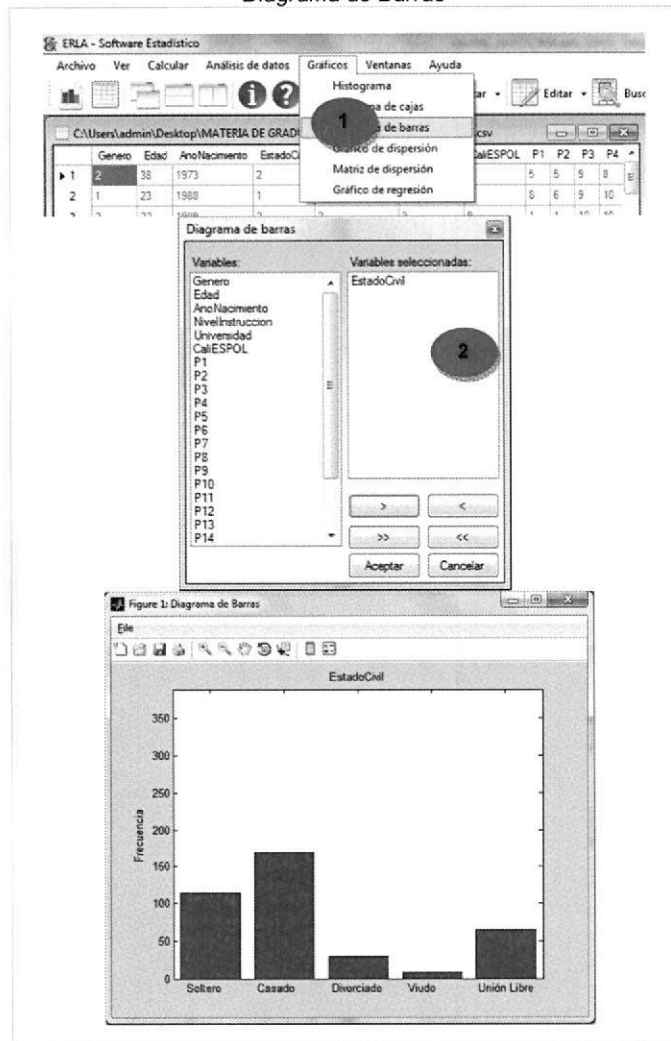 Diagrama de Barras
ERLA - Software Estadístico
Archivo Ver Calcular Análisis de datos Gráficos Ventanas Ayuda
Histograma
Editar
de cajas
1
de barras
C:\Users\admin\Desktop\MATERIA DE GRAD
.csv
de dispersión
Matriz de dispersión
Gráfico de regresión
Genero Edad AnoNacimiento CaliESPOL P1 P2 P3 P4
1 2 38 1973 2 5 5 9 8
2 1 23 1988 1 8 6 9 10
Diagrama de barras
Variables:
Variables seleccionadas:
Genero
Edad
AnoNacimiento
NivelInstruccion
Universidad
CaliESPOL
P1
P2
P3
P4
P5
P6
P7
P8
P9
P10
P11
P12
P13
P14
EstadoCivil
2
> <
>> <<
Aceptar Cancelar
Figure 1: Diagrama de Barras
File
EstadoCivil
Frecuencia
350
300
250
200
150
100
50
0
Soltero Casado Divorciado Viudo Unión Libre